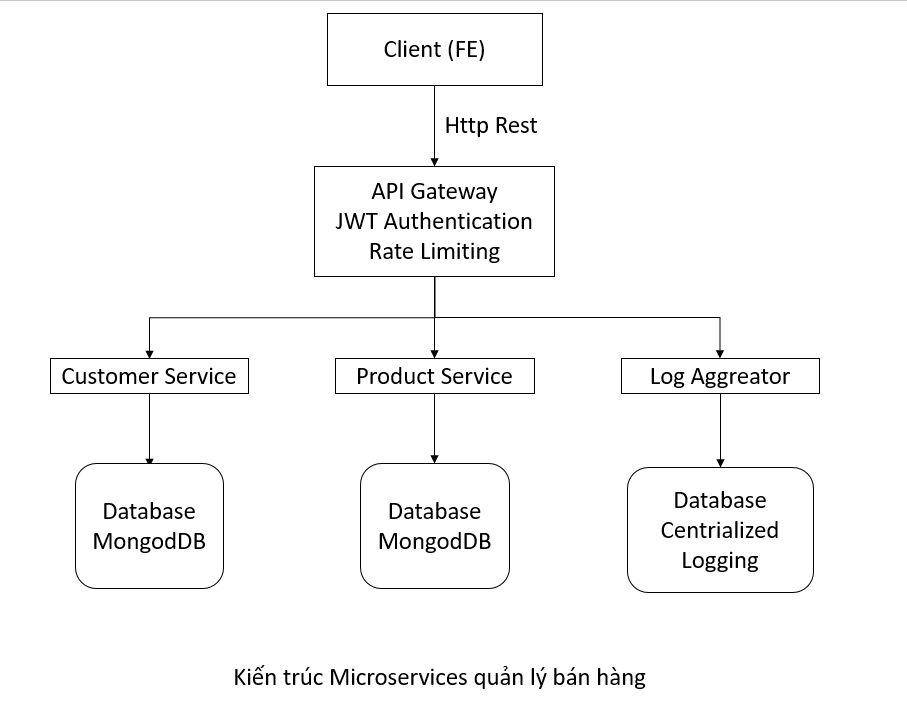 Client (FE)
Http Rest
API Gateway
JWT Authentication
Rate Limiting
Customer Service
Product Service
Log Aggreator
Database
MongodDB
Database
MongodDB
Database
Centrialized
Logging
Kiến trúc Microservices quản lý bán hàng